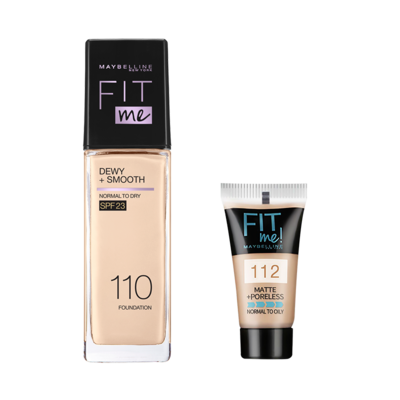 MAYBELLINE
NEW YORK
FIT
me
DEWY
+ SMOOTH
NORMAL TO DRY
SPF 23
110
FOUNDATION
FIT
me!
MAYBELLINE
112
MATTE
+PORELESS
NORMAL TO OILY